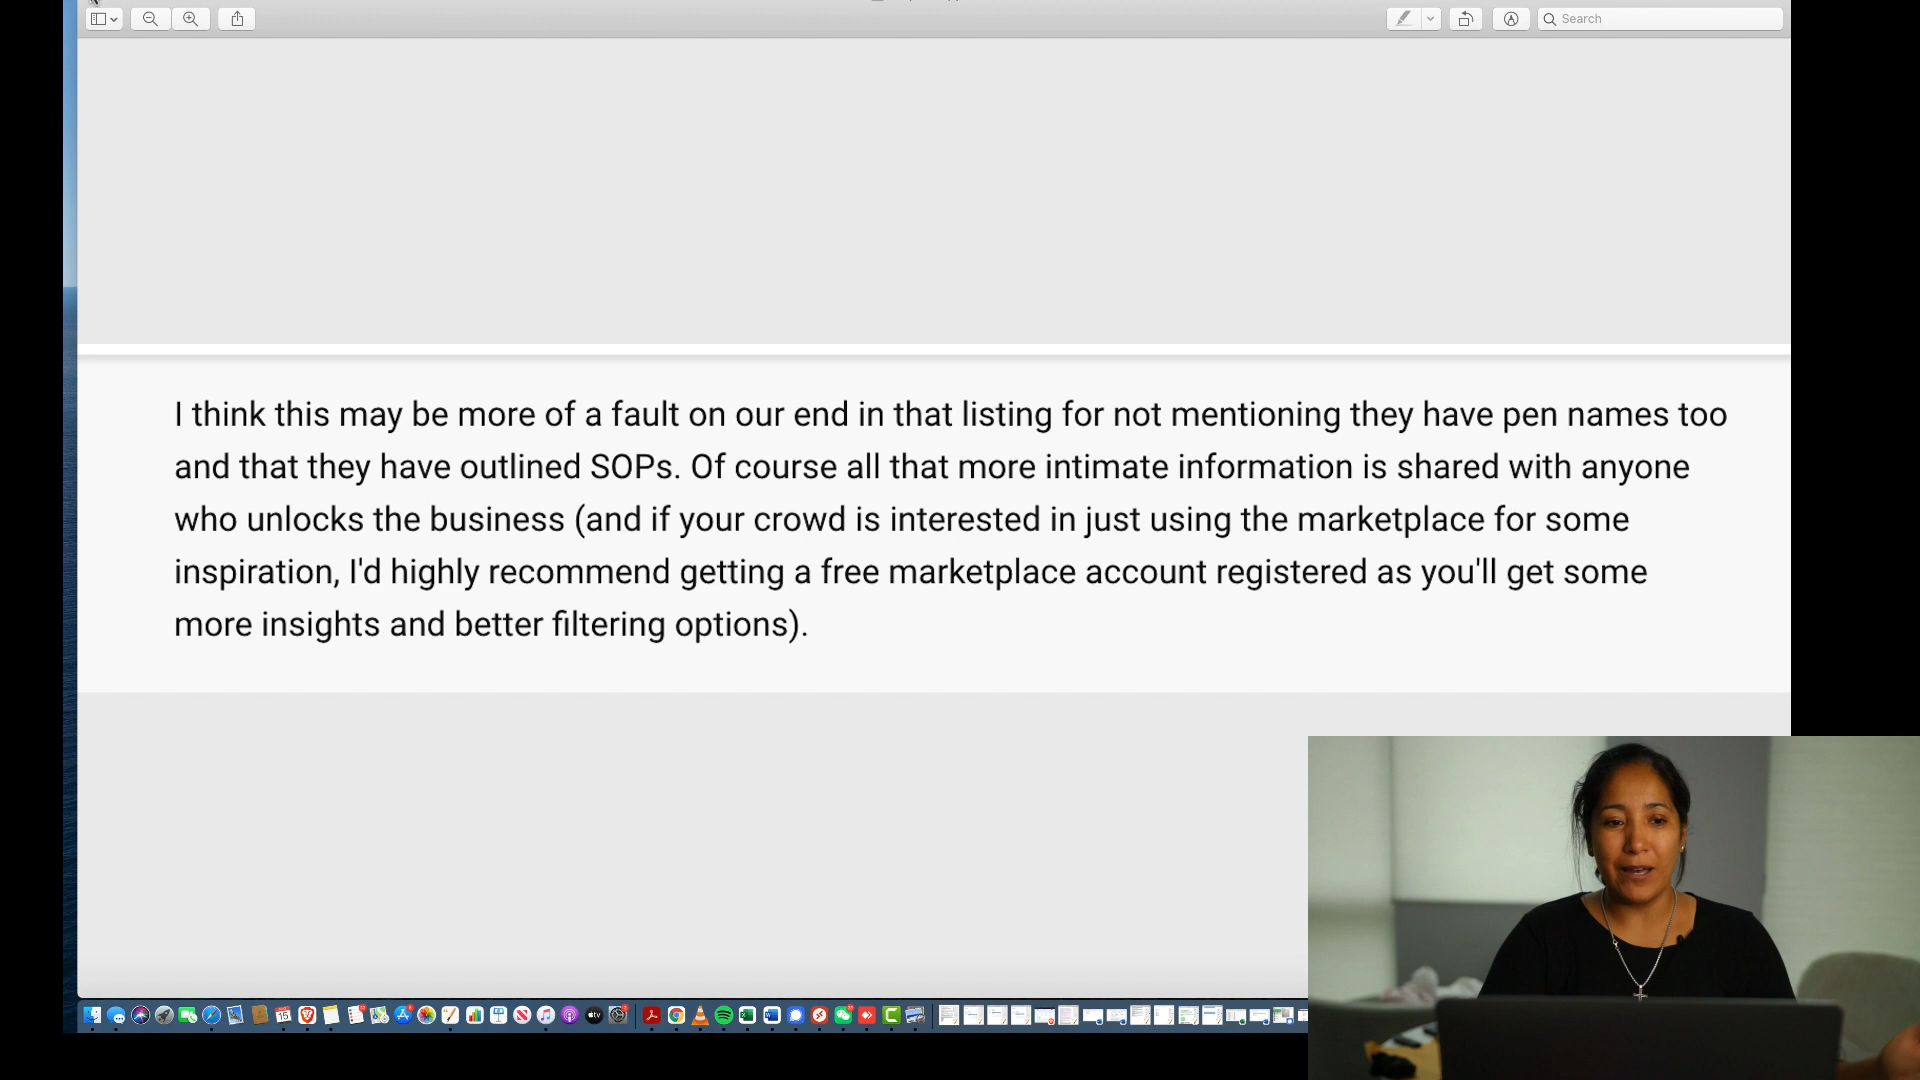 Search
I think this may be more of a fault on our end in that listing for not mentioning they have pen names too
and that they have outlined SOPs. Of course all that more intimate information is shared with anyone
who unlocks the business (and if your crowd is interested in just using the marketplace for some
inspiration, I'd highly recommend getting a free marketplace account registered as you'll get some
more insights and better filtering options).